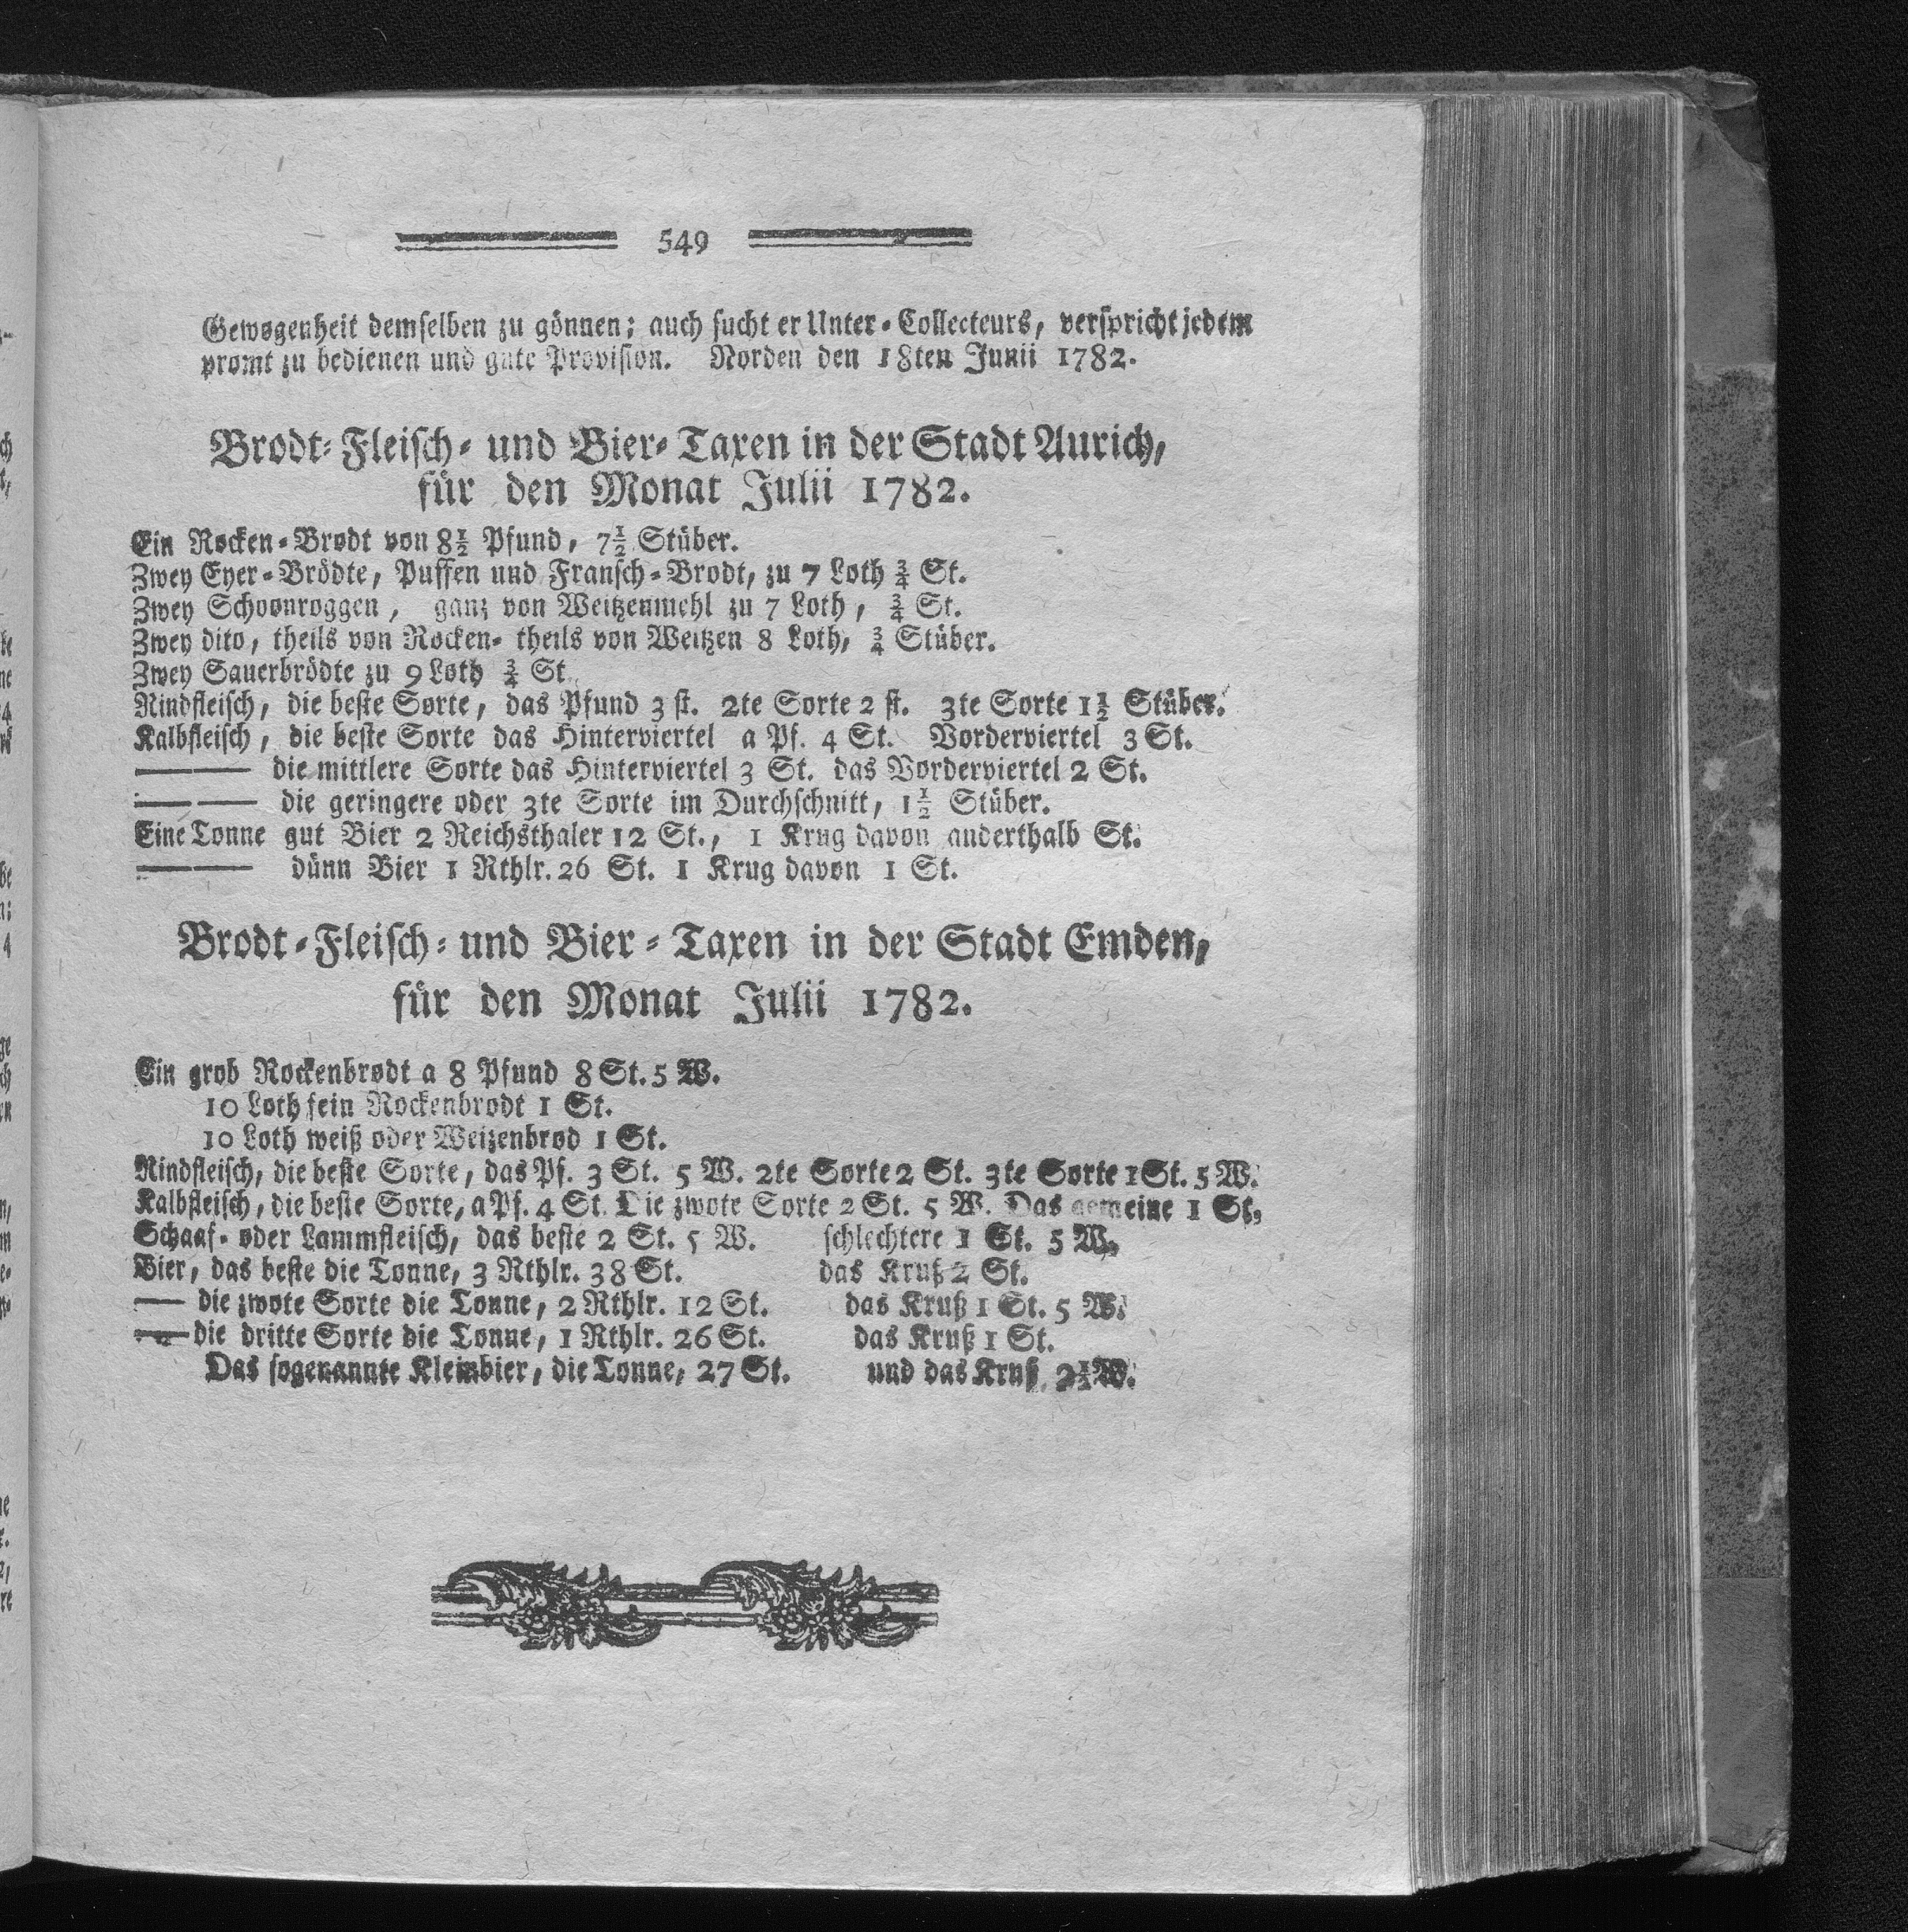 549
Gewogenheit demselben zu gönnen; auch sucht er Unter-Collecteurs, verspricht jedem
promt zu bedienen und gute Provision. Norden den 18ten Junii 1782.
Brodt-Fleisch- und Bier-Taxen in der Stadt Aurich,
für den Monat Julii 1782.
Ein Rocken-Brodt von 8½ Pfund, 7½ Stüber.
Zwey Eyer-Brödte, Puffen und Fransch-Brodt, zu 7 Loth ¾ St.
Zwey Schoonroggen, ganz von Weitzenmehl zu 7 Loth, ¾ St.
Zwey dito, theils von Rocken- theils von Weitzen 8 Loth, ¾ Stüber.
Zwey Sauerbrödte zu 9 Loth ¾ St.
Rindfleisch, die beste Sorte, das Pfund 3 st. 2te Sorte 2 st. 3te Sorte 1½ Stüber.
Kalbfleisch, die beste Sorte das Hinterviertel a Pf. 4 St. Vorderviertel 3 St.
—— —— die mittlere Sorte das Hinterviertel 3 St. das Vorderviertel 2 St.
—— —— die geringere oder 3te Sorte im Durchschnitt, 1½ Stüber.
Eine Tonne gut Bier 2 Reichsthaler 12 St., 1 Krug davon anderthalb St.
—— —— dünn Bier 1 Rthlr. 26 St. 1 Krug davon 1 St.
Brodt-Fleisch- und Bier-Taxen in der Stadt Emden,
für den Monat Julii 1782.
Ein grob Rockenbrodt a 8 Pfund 8 St. 5 W.
10 Loth fein Rockenbrodt 1 St.
10 Loth weiß oder Weizenbrod 1 St.
Rindfleisch, die beste Sorte, das Pf. 3 St. 5 W. 2te Sorte 2 St. 3te Sorte 1 St. 5 W.
Kalbfleisch, die beste Sorte, a Pf. 4 St. Die zwote Sorte 2 St. 5 W. Das gemeine 1 St.
Schaaf- oder Lammfleisch, das beste 2 St. 5 W. schlechtere 1 St. 5 W.
Bier, das beste die Tonne, 3 Rthlr. 38 St. das Kruß 2 St.
—— die zwote Sorte die Tonne, 2 Rthlr. 12 St. das Kruß 1 St. 5 W.
—— die dritte Sorte die Tonne, 1 Rthlr. 26 St. das Kruß 1 St.
Das sogenannte Kleinbier, die Tonne, 27 St. und das Kruß 2½ W.